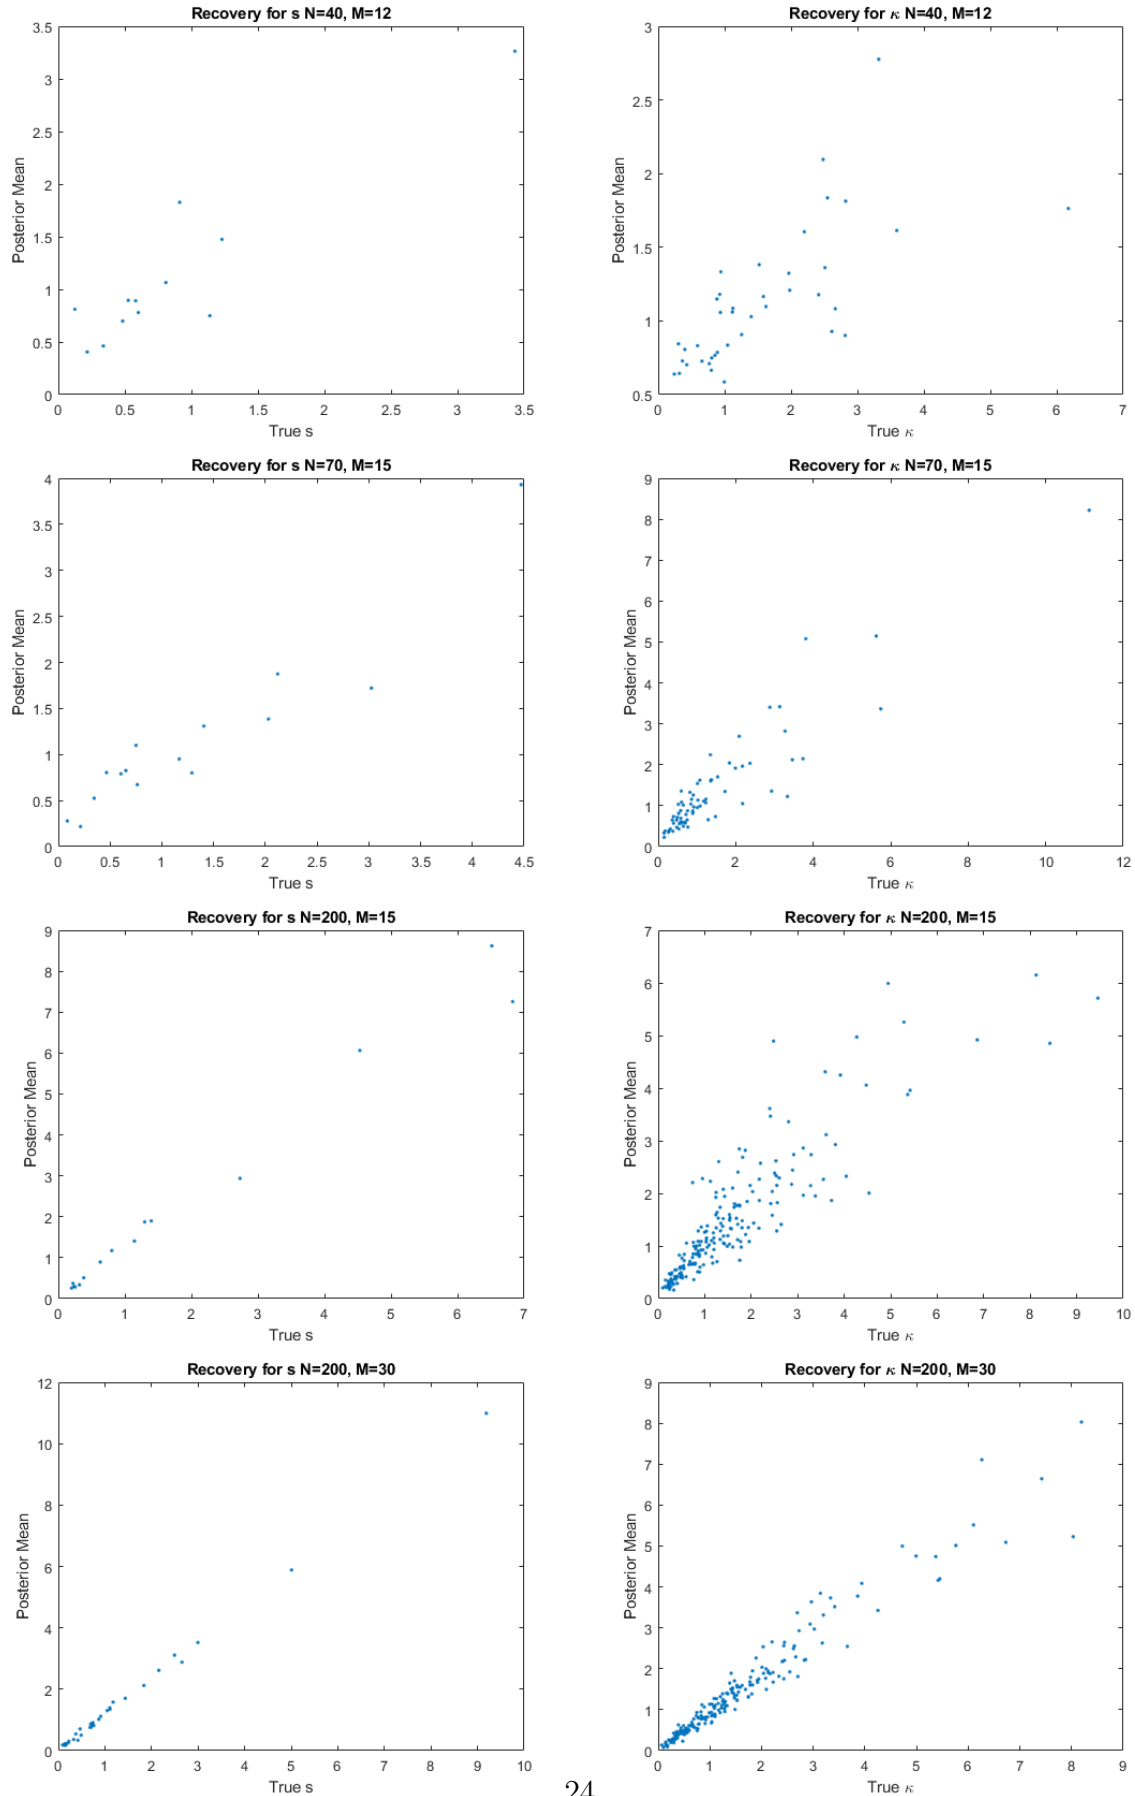 Recovery for s N=40, M=12
3.5
3
2.5
2
1.5
1
0.5
0
Posterior Mean
0 0.5 1 1.5 2 2.5 3 3.5
True s
Recovery for κ N=40, M=12
3
2.5
2
1.5
1
0.5
Posterior Mean
0 1 2 3 4 5 6 7
True κ
Recovery for s N=70, M=15
4
3.5
3
2.5
2
1.5
1
0.5
0
Posterior Mean
0 0.5 1 1.5 2 2.5 3 3.5 4 4.5
True s
Recovery for κ N=70, M=15
9
8
7
6
5
4
3
2
1
0
Posterior Mean
0 2 4 6 8 10 12
True κ
Recovery for s N=200, M=15
9
8
7
6
5
4
3
2
1
0
Posterior Mean
0 1 2 3 4 5 6 7
True s
Recovery for κ N=200, M=15
7
6
5
4
3
2
1
0
Posterior Mean
0 1 2 3 4 5 6 7 8 9 10
True κ
Recovery for s N=200, M=30
12
10
8
6
4
2
0
Posterior Mean
0 1 2 3 4 5 6 7 8 9 10
True s
Recovery for κ N=200, M=30
9
8
7
6
5
4
3
2
1
0
Posterior Mean
0 1 2 3 4 5 6 7 8 9
True κ
24